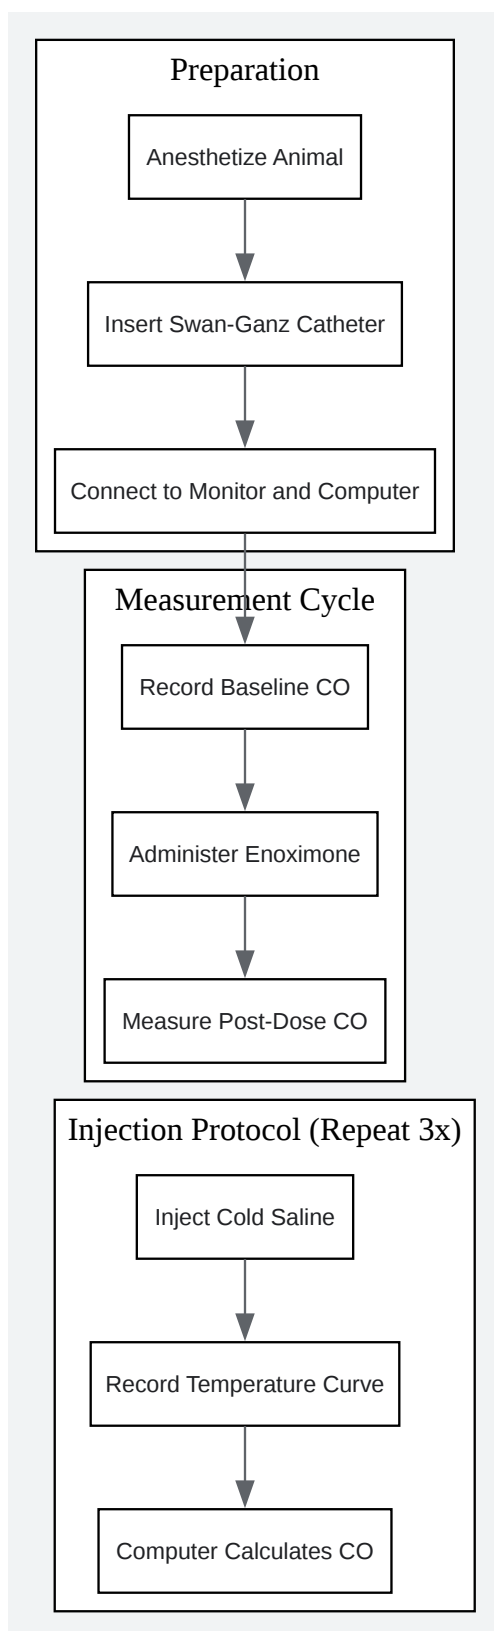 Preparation
Anesthetize Animal
Insert Swan-Ganz Catheter
Connect to Monitor and Computer
Measurement Cycle
Record Baseline CO
Administer Enoximone
Measure Post-Dose CO
Injection Protocol (Repeat 3x)
Inject Cold Saline
Record Temperature Curve
Computer Calculates CO